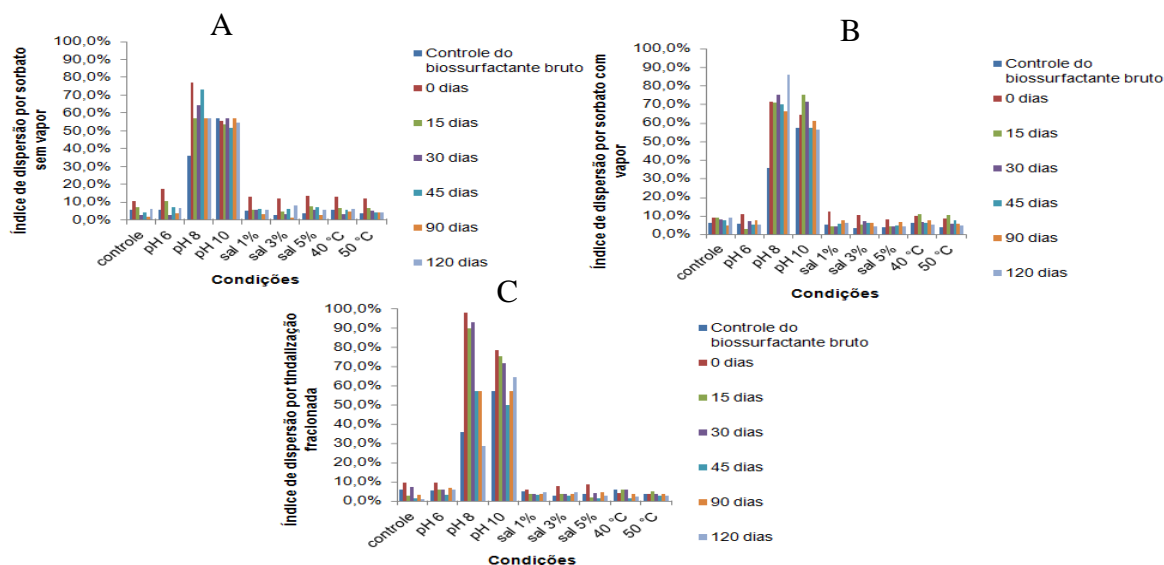 A
Índice de dispersão por sorbato
sem vapor
100,0%
90,0%
80,0%
70,0%
60,0%
50,0%
40,0%
30,0%
20,0%
10,0%
0,0%
controle
pH 6
pH 8
pH 10
sal 1%
sal 3%
sal 5%
40 °C
50 °C
Condições
Controle do
biossurfactante bruto
0 dias
15 dias
30 dias
45 dias
90 dias
120 dias
B
Índice de dispersão por sorbato com
vapor
100,0%
90,0%
80,0%
70,0%
60,0%
50,0%
40,0%
30,0%
20,0%
10,0%
0,0%
controle
pH 6
pH 8
pH 10
sal 1%
sal 3%
sal 5%
40 °C
50 °C
Condições
Controle do
biossurfactante bruto
0 dias
15 dias
30 dias
45 dias
90 dias
120 dias
C
Índice de dispersão por tindalização
fracionada
100,0%
90,0%
80,0%
70,0%
60,0%
50,0%
40,0%
30,0%
20,0%
10,0%
0,0%
controle
pH 6
pH 8
pH 10
sal 1%
sal 3%
sal 5%
40 °C
50 °C
Condições
Controle do
biossurfactante bruto
0 dias
15 dias
30 dias
45 dias
90 dias
120 dias